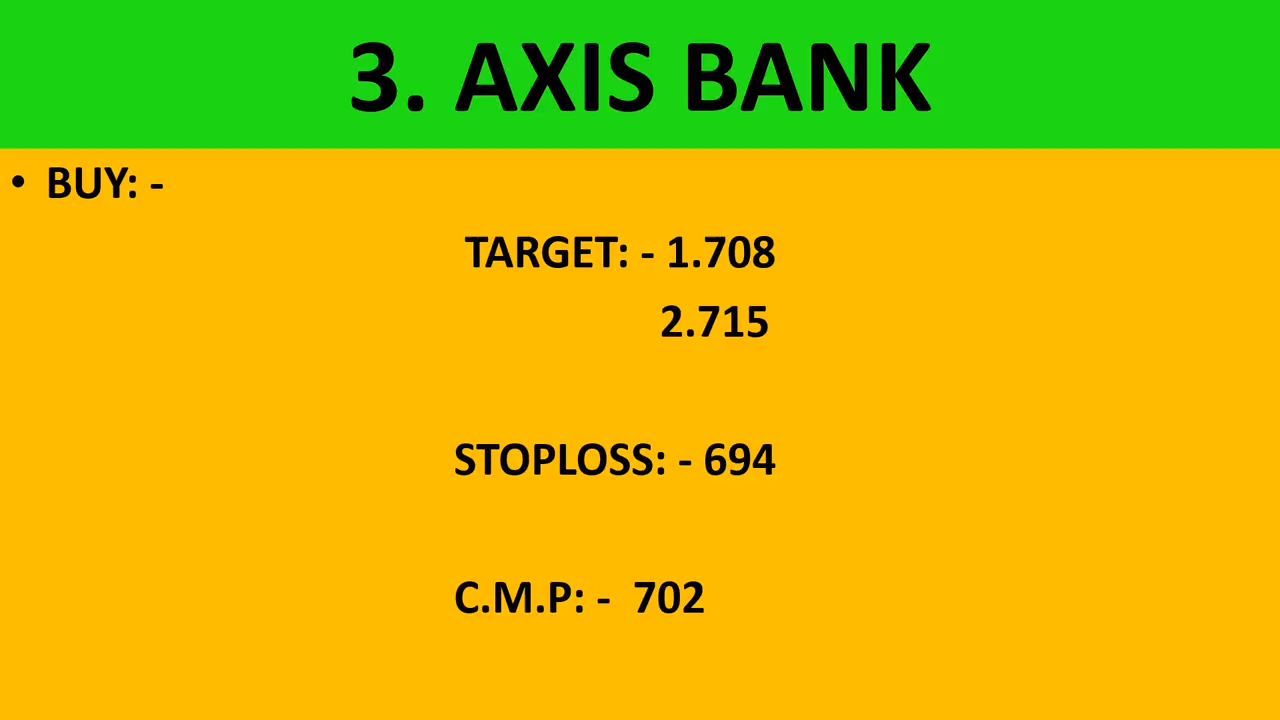 3. AXIS BANK
• BUY: -
TARGET: - 1.708
2.715
STOPLOSS: - 694
C.M.P: - 702